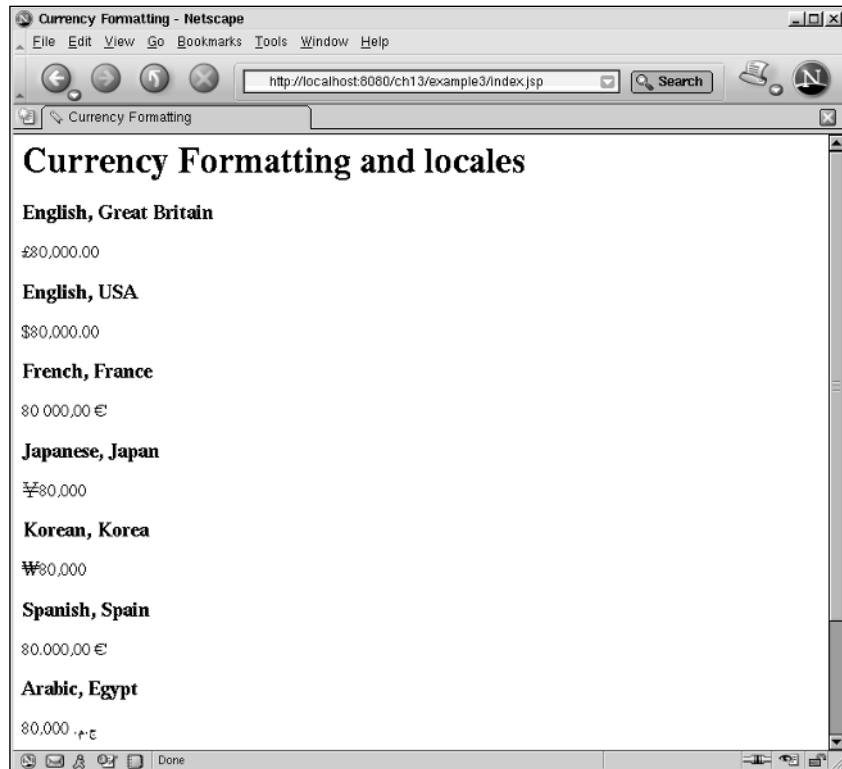 Currency Formatting - Netscape
File Edit View Go Bookmarks Tools Window Help
http://localhost:8080/ch13/example3/index.jsp Search N
Currency Formatting
Currency Formatting and locales
English, Great Britain
£80,000.00
English, USA
$80,000.00
French, France
80 000,00 €
Japanese, Japan
¥80,000
Korean, Korea
₩80,000
Spanish, Spain
80.000,00 €
Arabic, Egypt
80,000 ج.م.
Done